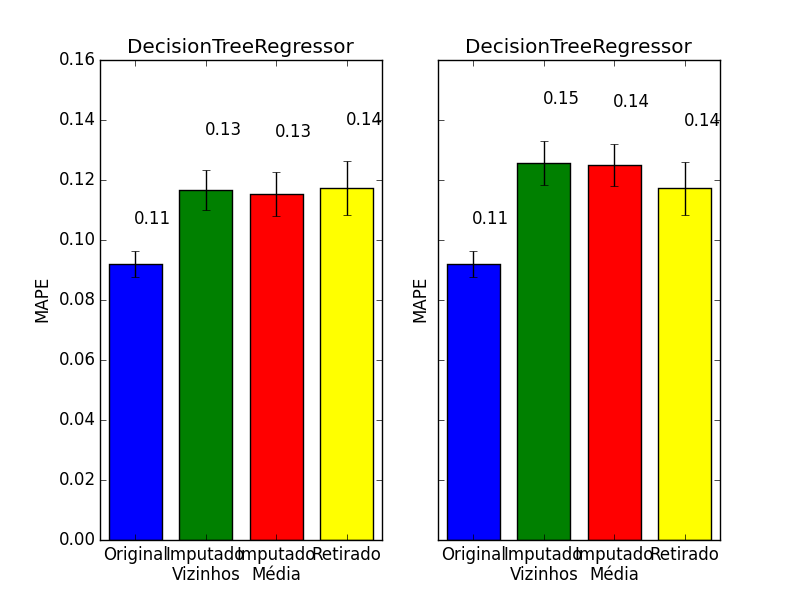 DecisionTreeRegressor
DecisionTreeRegressor
0.16
0.14
0.12
0.10
0.08
0.06
0.04
0.02
0.00
MAPE
0.11
0.13
0.13
0.14
Original
Imputado
Vizinhos
Imputado
Média
Retirado
MAPE
0.11
0.15
0.14
0.14
Original
Imputado
Vizinhos
Imputado
Média
Retirado